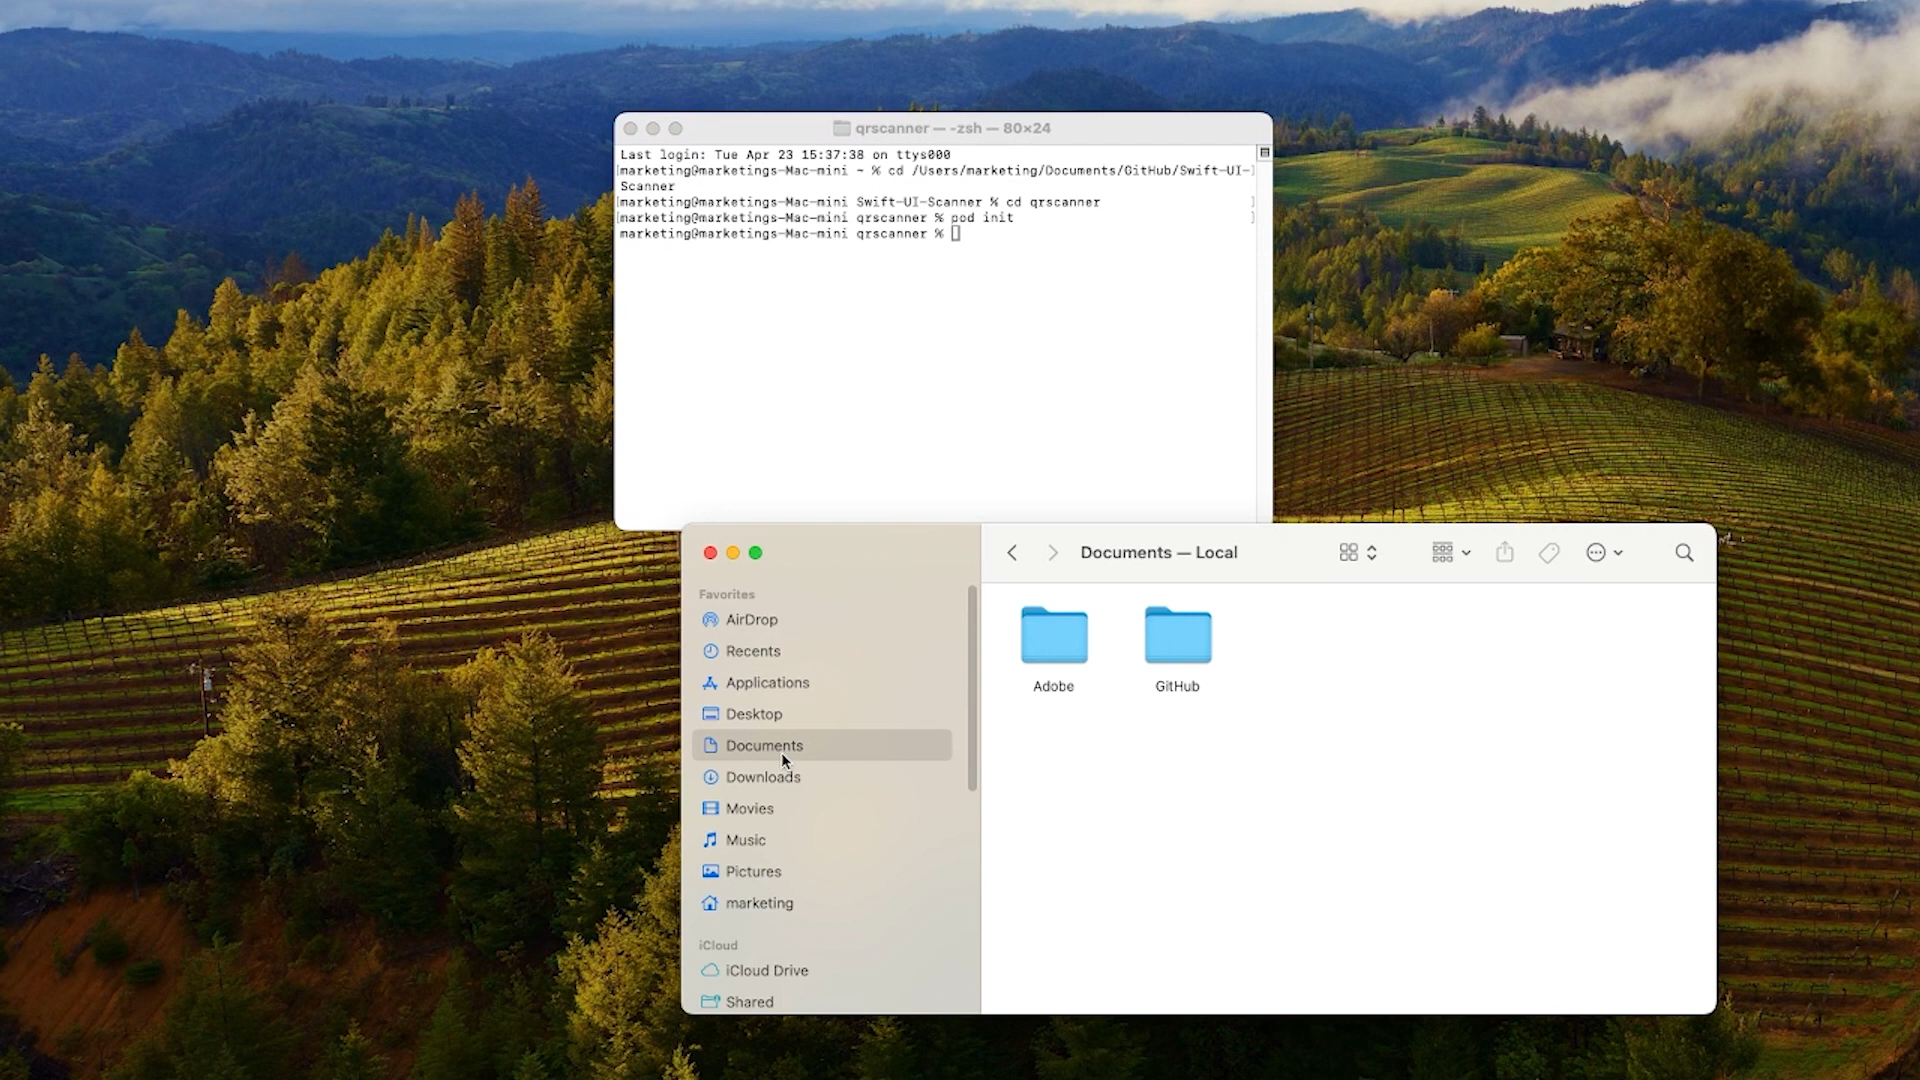 qrscanner — -zsh — 80×24
Last login: Tue Apr 23 15:37:38 on ttys000
marketing@marketings-Mac-mini ~ % cd /Users/marketing/Documents/GitHub/Swift-UI-
Scanner
marketing@marketings-Mac-mini Swift-UI-Scanner % cd qrscanner
marketing@marketings-Mac-mini qrscanner % pod init
marketing@marketings-Mac-mini qrscanner %
Documents — Local
Favorites
AirDrop
Recents
Applications
Desktop
Documents
Downloads
Movies
Music
Pictures
marketing
iCloud
iCloud Drive
Shared
Adobe
GitHub